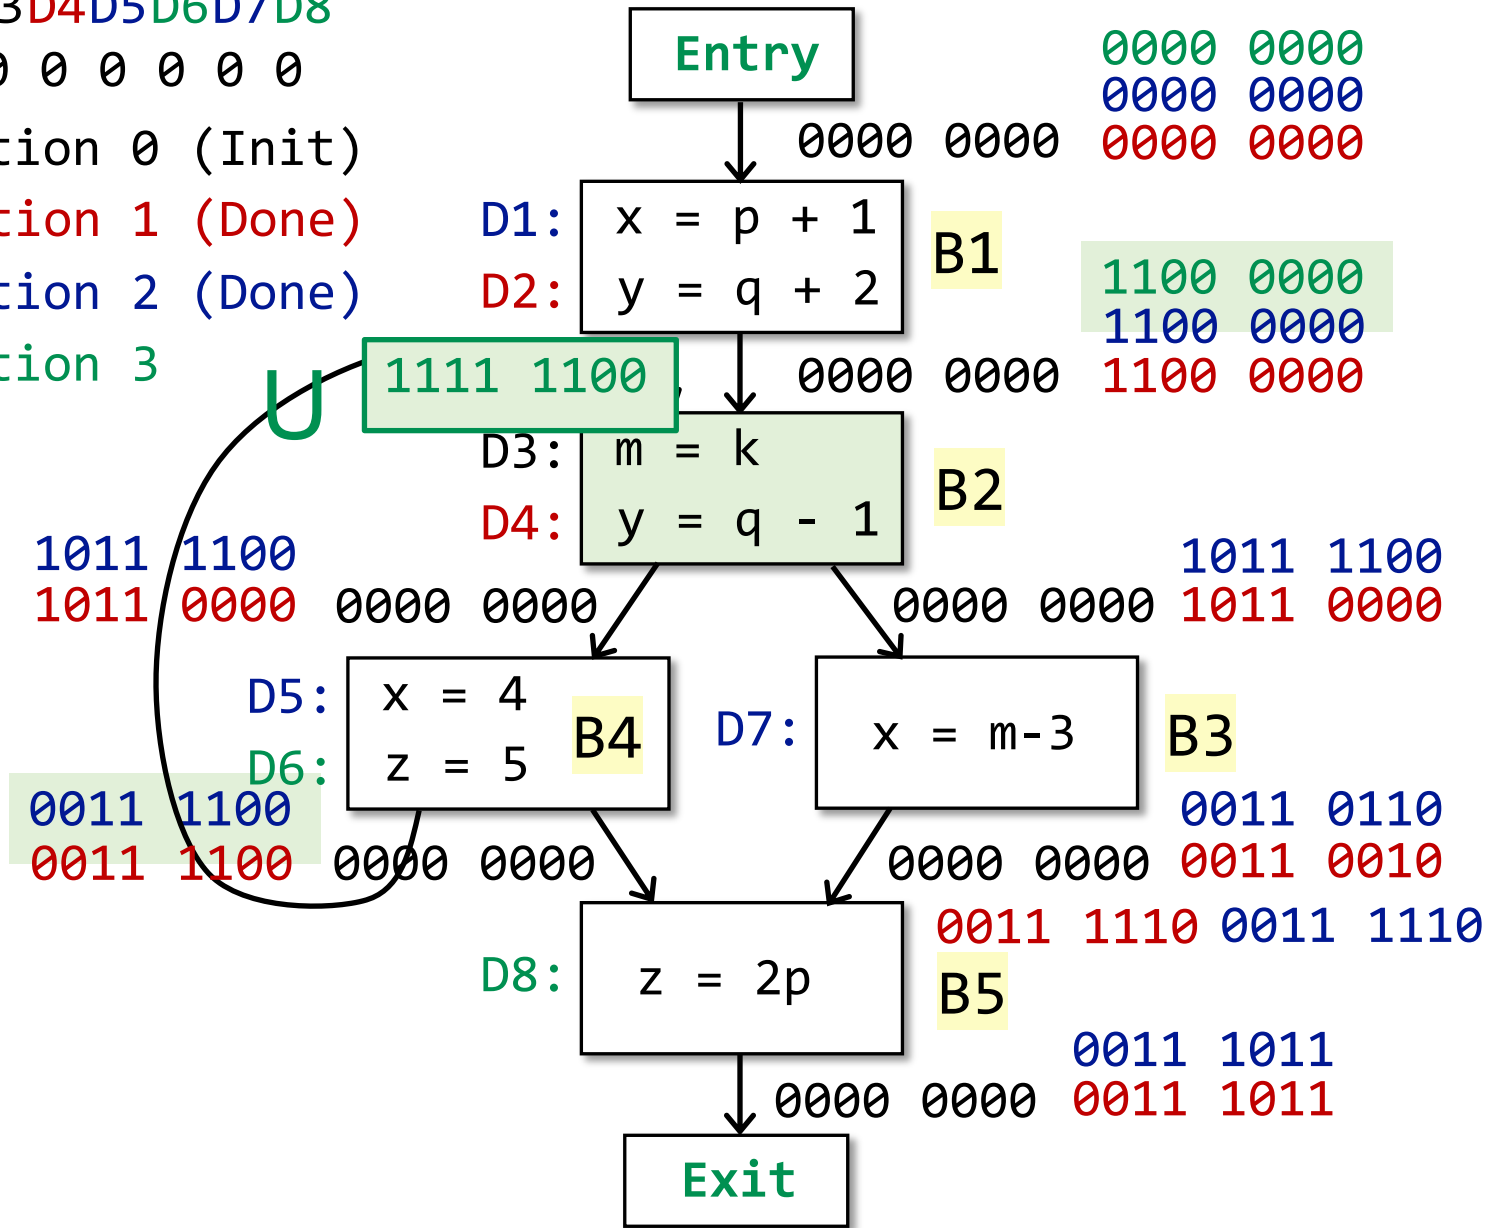 3D4D5D6D7D8
0 0 0 0 0 0
tion 0 (Init)
tion 1 (Done)
tion 2 (Done)
tion 3
Entry
0000 0000
0000 0000
0000 0000 0000 0000
D1: x = p + 1
D2: y = q + 2
B1
1100 0000
1100 0000
0000 0000 1100 0000
U 1111 1100
D3: m = k
D4: y = q - 1
B2
1011 1100
1011 0000 0000 0000
1011 1100
0000 0000 1011 0000
D5: x = 4
D6: z = 5
B4
D7: x = m-3
B3
0011 1100
0011 1100 0000 0000
0011 0110
0000 0000 0011 0010
0011 1110 0011 1110
D8: z = 2p
B5
0011 1011
0000 0000 0011 1011
Exit